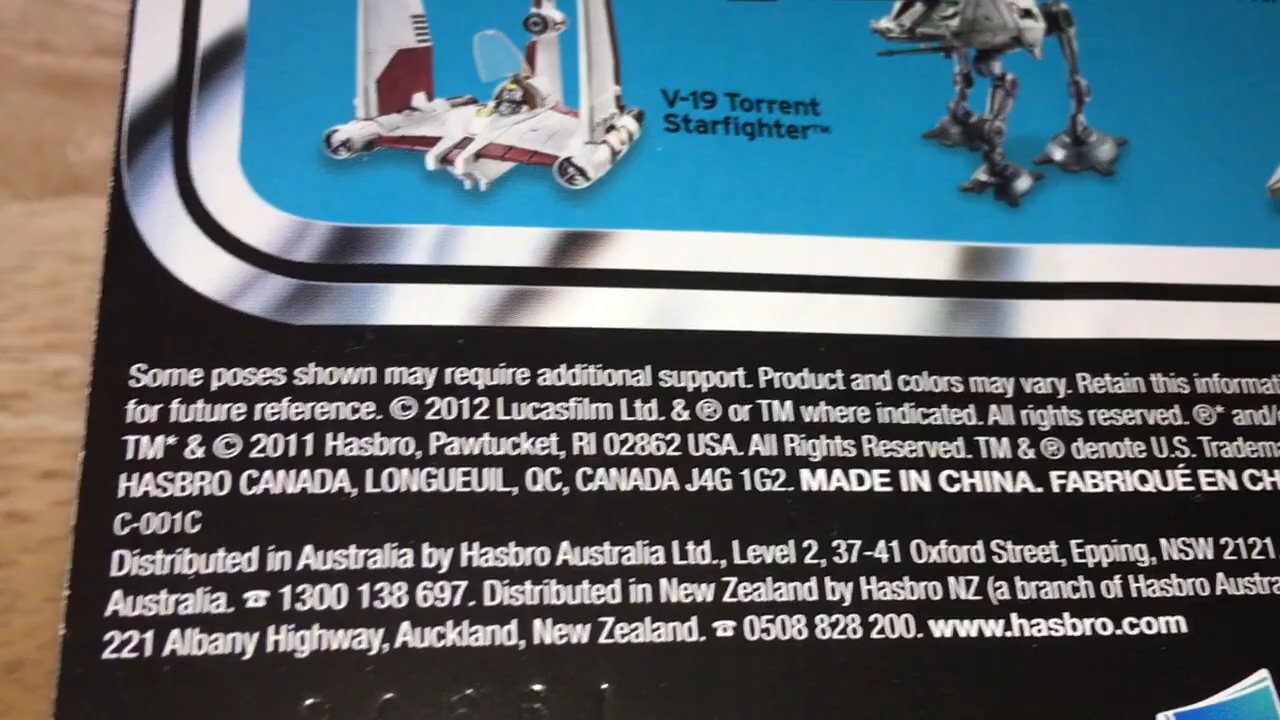 V-19 Torrent
Starfighter™
Some poses shown may require additional support. Product and colors may vary. Retain this informati
for future reference. © 2012 Lucasfilm Ltd. & ® or TM where indicated. All rights reserved. ®* and/
TM* & © 2011 Hasbro, Pawtucket, RI 02862 USA. All Rights Reserved. TM & ® denote U.S. Tradem
HASBRO CANADA, LONGUEUIL, QC, CANADA J4G 1G2. MADE IN CHINA. FABRIQUÉ EN CH
C-001C
Distributed in Australia by Hasbro Australia Ltd., Level 2, 37-41 Oxford Street, Epping, NSW 2121
Australia. ☎ 1300 138 697. Distributed in New Zealand by Hasbro NZ (a branch of Hasbro Austra
221 Albany Highway, Auckland, New Zealand. ☎ 0508 828 200. www.hasbro.com